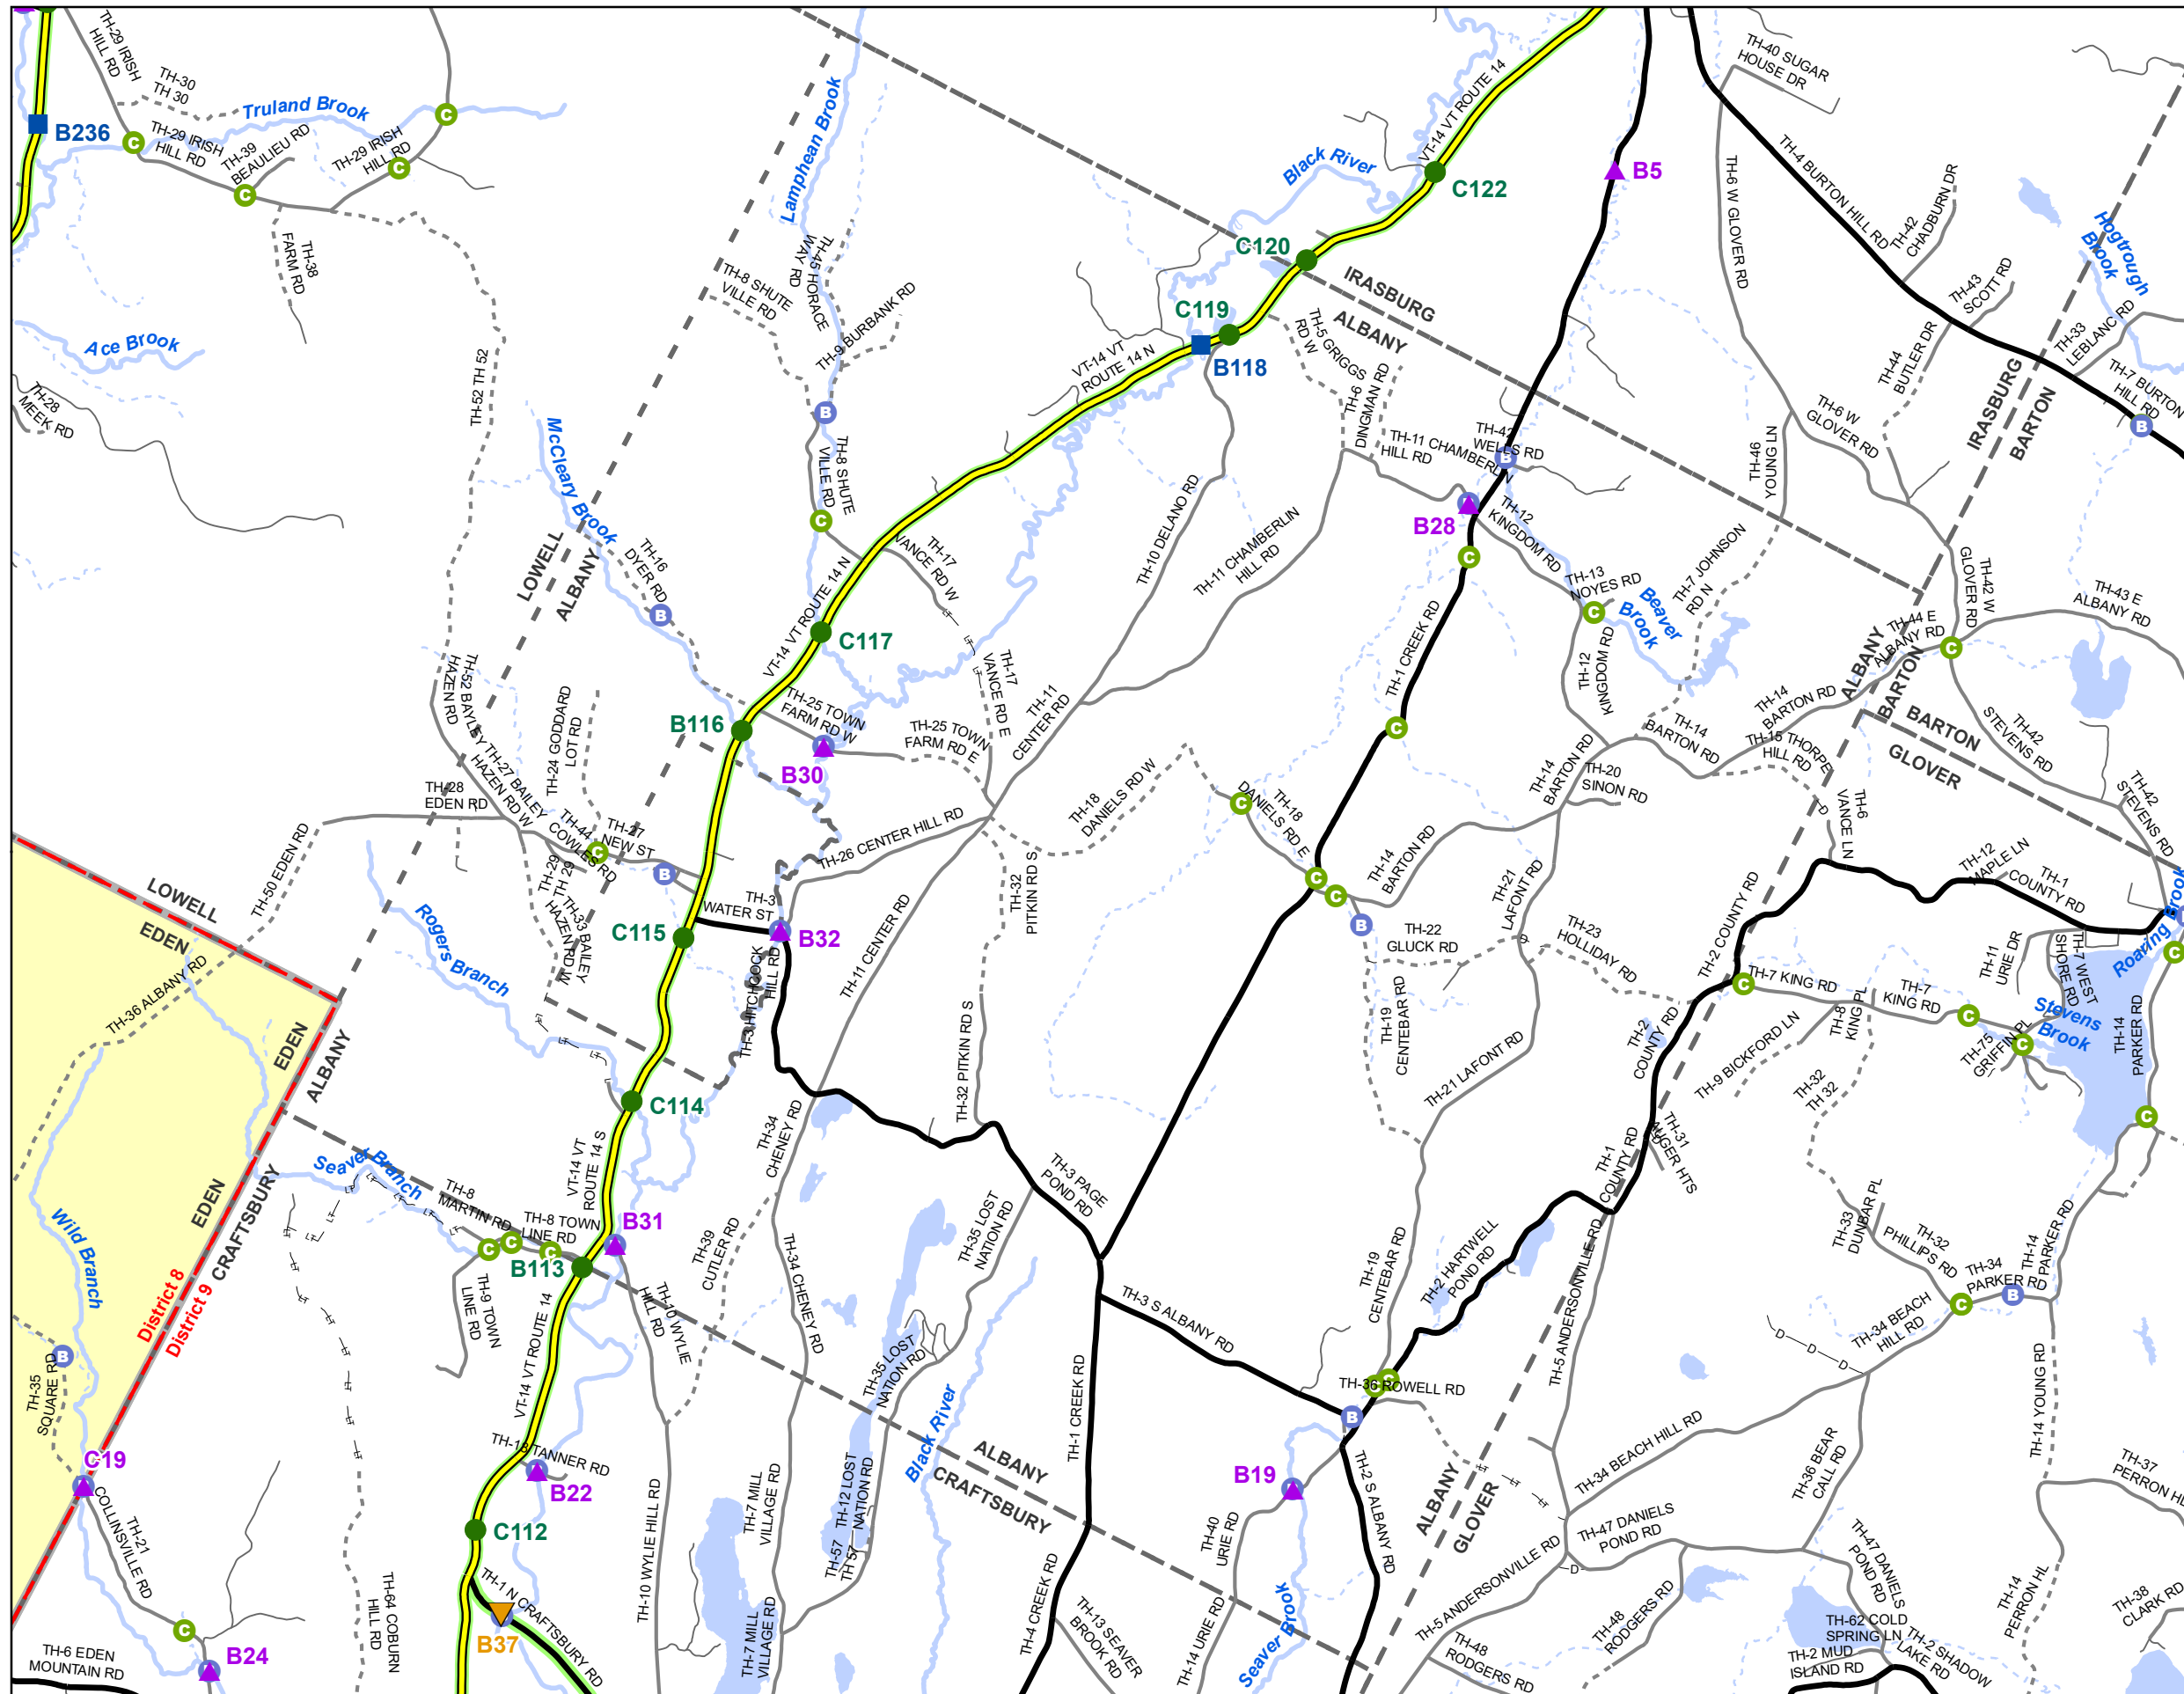 TH-29 IRISH
HILL RD
TH-30
TH 30
Truland Brook
B236
TH-29 IRISH
HILL RD
TH-39
BEAULIEU RD
TH-29 IRISH
HILL RD
C
C
C
C
TH-38
FARM RD
Ace Brook
TH-28
MEEK RD
TH-52 TH 52
Lamphean Brook
TH-45 HORACE
WAY RD
TH-8 SHUTE
VILLE RD
TH-9 BURBANK RD
B
TH-8 SHUTE
VILLE RD
C
McCleary Brook
LOWELL
ALBANY
TH-16
DYER RD
B
VT-14 VT ROUTE 14
Black River
C122
C120
C119
B118
VT-14 VT
ROUTE 14 N
IRASBURG
ALBANY
TH-5 GRIGGS
RD W
TH-6
DINGMAN RD
TH-11 CHAMBERLIN
HILL RD
TH-42
WELLS RD
B
B5
B28
C
TH-12
KINGDOM RD
TH-13
NOYES RD
C
Beaver
Brook
TH-12
KINGDOM RD
TH-7 JOHNSON
RD N
TH-46
YOUNG LN
TH-40 SUGAR
HOUSE DR
TH-6 W GLOVER RD
TH-4 BURTON HILL RD
TH-42
CHADBURN DR
TH-43
SCOTT RD
TH-44
BUTLER DR
TH-33
LEBLANC RD
Hogtrough
Brook
TH-7 BURTON
HILL RD
B
IRASBURG
BARTON
TH-6 W
GLOVER RD
TH-42 W
GLOVER RD
TH-43 E
ALBANY RD
TH-44 E
ALBANY RD
C
ALBANY
BARTON
BARTON
GLOVER
TH-42
STEVENS RD
TH-42
STEVENS RD
TH-17
VANCE RD W
TH-10 DELANO RD
TH-11 CHAMBERLIN
HILL RD
VT-14 VT ROUTE 14 N
C117
B116
TH-25 TOWN
FARM RD W
B30
TH-25 TOWN
FARM RD E
TH-17
VANCE RD E
TH-11
CENTER RD
TH-1 CREEK RD
C
TH-52 BAYLEY
HAZEN RD
TH-24 GODDARD
LOT RD
TH-27 BAILEY
HAZEN RD W
TH-28
EDEN RD
TH-50 EDEN RD
TH-44
COWLES RD
C
TH-27
NEW ST
B
TH-29
TH 29
TH-33 BAILEY
HAZEN RD W
TH-3
WATER ST
B32
C115
TH-26 CENTER HILL RD
TH-18
DANIELS RD W
TH-18
DANIELS RD E
C
C
C
B
TH-14
BARTON RD
TH-14
BARTON RD
TH-14
BARTON RD
TH-14
BARTON RD
TH-15 THORPE
HILL RD
TH-20
SINON RD
TH-6
VANCE LN
TH-12
MAPLE LN
TH-1
COUNTY RD
Roaring Brook
LOWELL
EDEN
TH-36 ALBANY RD
EDEN
ALBANY
Rogers Branch
TH-3 HITCHCOCK
HILL RD
TH-11 CENTER RD
TH-32
PITKIN RD S
TH-32 PITKIN RD S
TH-22
GLUCK RD
TH-21
LAFONT RD
TH-23
HOLLIDAY RD
TH-19
CENTEBAR RD
TH-21 LAFONT RD
TH-2 COUNTY RD
C
TH-7 KING RD
TH-7
KING RD
TH-8
KING PL
TH-9 BICKFORD LN
TH-2
COUNTY RD
TH-11
URIE DR
TH-7 WEST
SHORE RD
Stevens
Brook
C
C
C
C
TH-75
GRIFFIN PL
TH-14
PARKER RD
TH-32
TH 32
TH-31
AUGER HTS
C114
TH-34
CHENEY RD
VT-14 VT
ROUTE 14 S
Seaver Branch
TH-8
MARTIN RD
TH-8 TOWN
LINE RD
C
C
C
B31
B113
TH-9 TOWN
LINE RD
EDEN
CRAFTSBURY
District 8
District 9
Wild Branch
TH-35
SQUARE RD
B
C19
TH-21
COLLINSVILLE RD
C
B24
TH-6 EDEN
MOUNTAIN RD
TH-64 COBURN
HILL RD
VT-14 VT ROUTE 14
TH-13 TANNER RD
B22
C112
TH-1 N CRAFTSBURY RD
B37
TH-10 WYLIE
HILL RD
TH-10 WYLIE HILL RD
TH-39
CUTLER RD
TH-34 CHENEY RD
TH-7 MILL
VILLAGE RD
TH-7 MILL
VILLAGE RD
TH-35 LOST
NATION RD
TH-35 LOST
NATION RD
TH-12 LOST
NATION RD
TH-57
TH 57
Black River
ALBANY
CRAFTSBURY
TH-3 PAGE
POND RD
TH-3 S ALBANY RD
TH-1 CREEK RD
TH-4 CREEK RD
TH-13 SEAVER
BROOK RD
TH-19
CENTEBAR RD
TH-2 HARTWELL
POND RD
TH-1
COUNTY RD
C
C
TH-36 ROWELL RD
B
B19
TH-2 S ALBANY RD
TH-40
URIE RD
TH-14 URIE RD
Seaver Brook
ALBANY
GLOVER
TH-5 ANDERSONVILLE RD
TH-5 ANDERSONVILLE RD
TH-48
RODGERS RD
TH-48
RODGERS RD
TH-47 DANIELS
POND RD
TH-47 DANIELS
POND RD
TH-34 BEACH HILL RD
TH-34 BEACH
HILL RD
TH-36 BEAR
CALL RD
TH-33
DUNBAR PL
TH-32
PHILLIPS RD
C
TH-34
PARKER RD
B
TH-14
PARKER RD
TH-14 YOUNG RD
TH-37
PERRON HL
TH-14
PERRON HL
TH-38
CLARK RD
TH-62 COLD
SPRING LN
TH-2 MUD
ISLAND RD
TH-2 SHADOW
LAKE RD